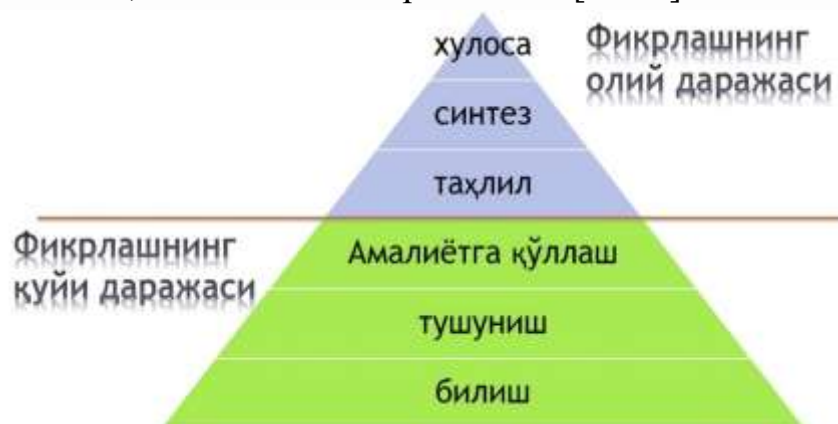 хулоса
Фикрлашнинг
олий даражаси
синтез
таҳлил
Фикрлашнинг
қуйи даражаси
Амалиётга қўллаш
тушуниш
билиш